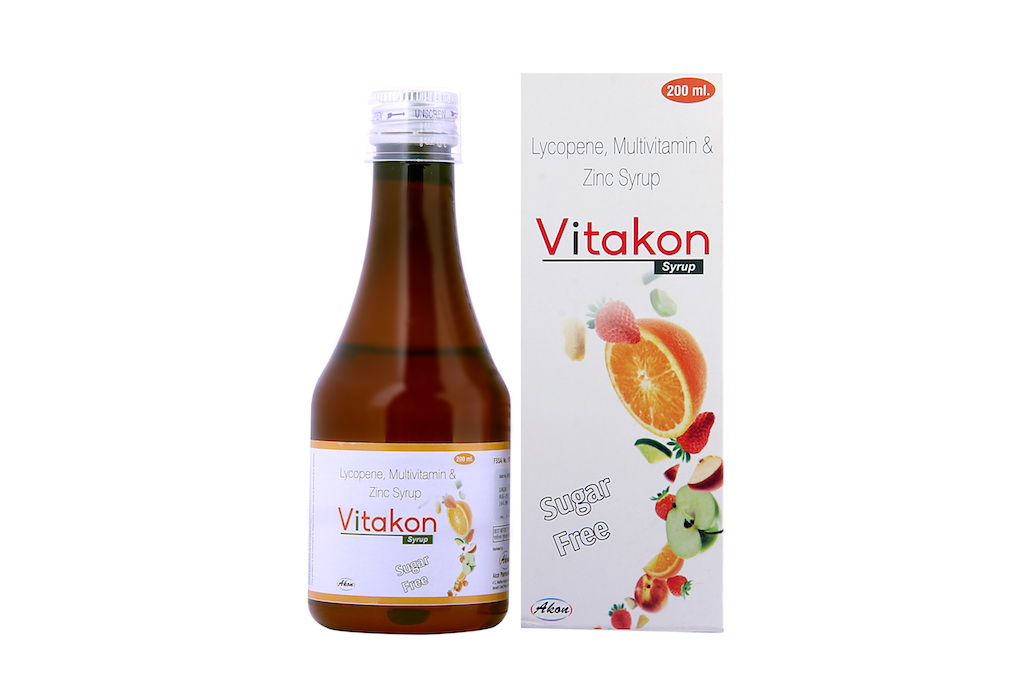 UNSCREW
200 ml.
Lycopene, Multivitamin &
Zinc Syrup
Vitakon
Syrup
Sugar
Free
Akon
200 ml.
Lycopene, Multivitamin &
Zinc Syrup
Vitakon
Syrup
Sugar
Free
Akon